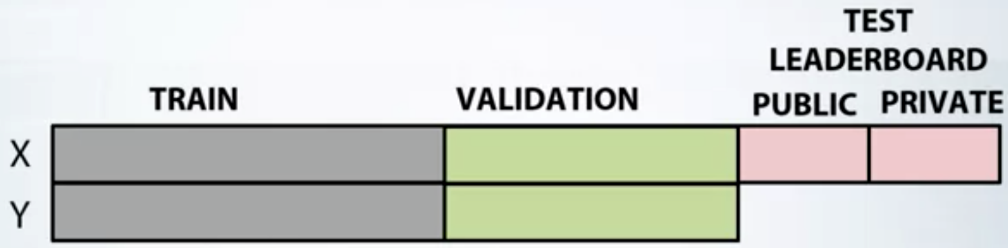 TEST
LEADERBOARD
TRAIN VALIDATION PUBLIC PRIVATE
X
Y